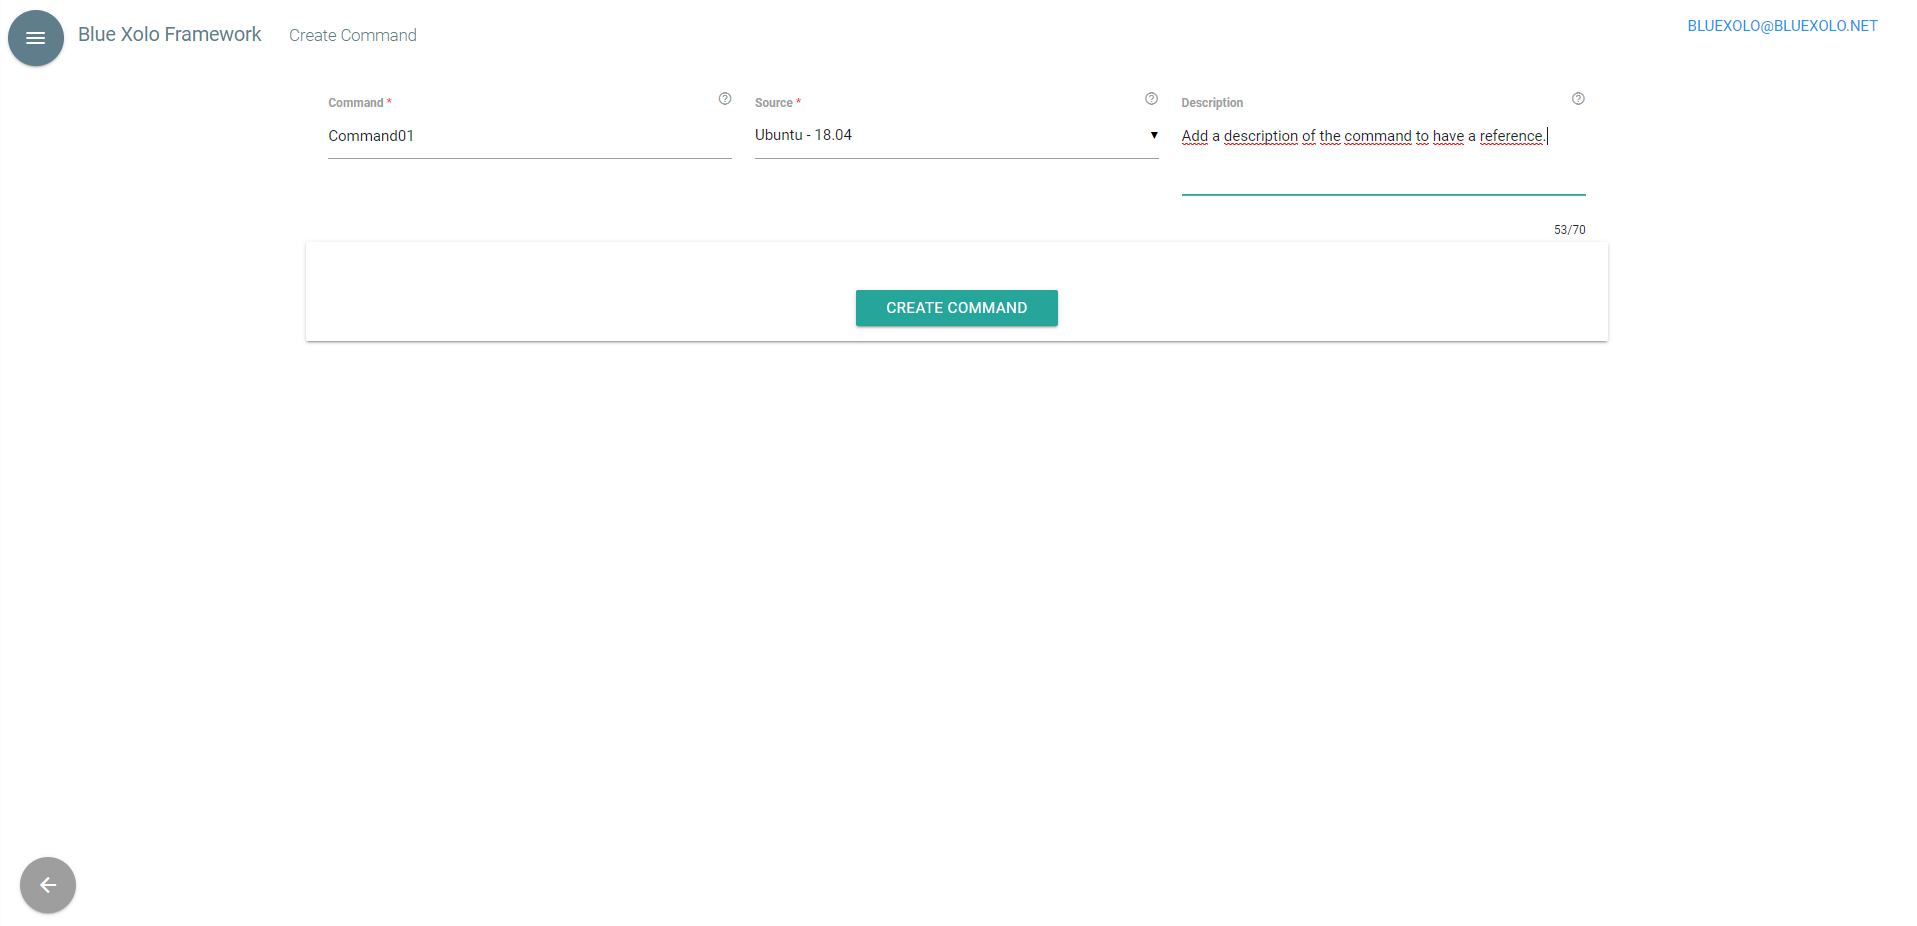 Blue Xolo Framework Create Command
BLUEXOLO@BLUEXOLO.NET
Command *
Command01
Source *
Ubuntu - 18.04
Description
Add a description of the command to have a reference.
53/70
CREATE COMMAND